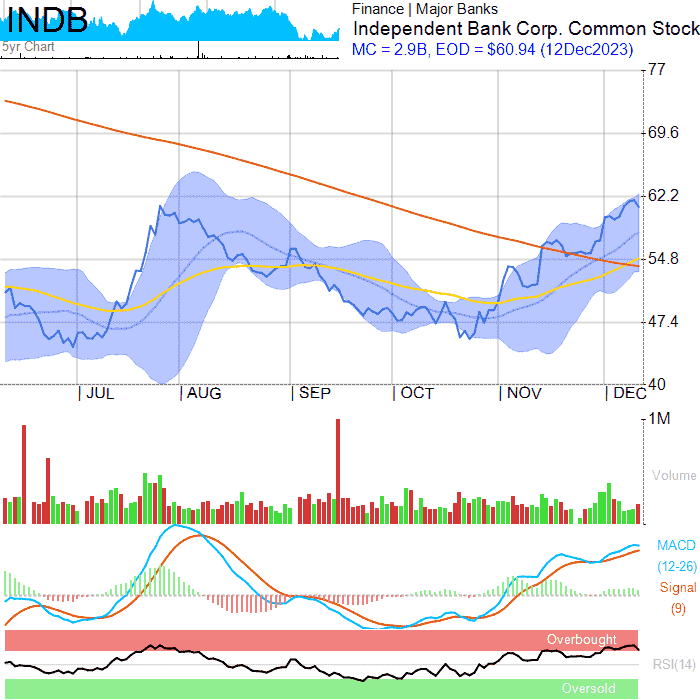 INDB
5yr Chart
Finance | Major Banks
Independent Bank Corp. Common Stock
MC = 2.9B, EOD = $60.94 (12Dec2023)
77
69.6
62.2
54.8
47.4
40
| JUL | AUG | SEP | OCT | NOV | DEC
1M
Volume
MACD
(12-26)
Signal
(9)
Overbought
RSI(14)
Oversold